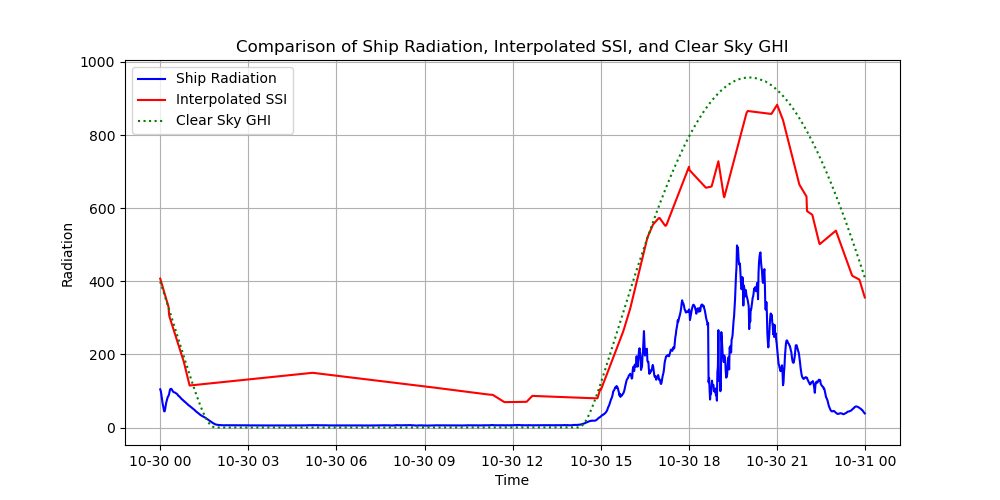 Comparison of Ship Radiation, Interpolated SSI, and Clear Sky GHI
Ship Radiation
Interpolated SSI
Clear Sky GHI
1000
800
600
400
200
0
Radiation
10-30 00
10-30 03
10-30 06
10-30 09
10-30 12
10-30 15
10-30 18
10-30 21
10-31 00
Time